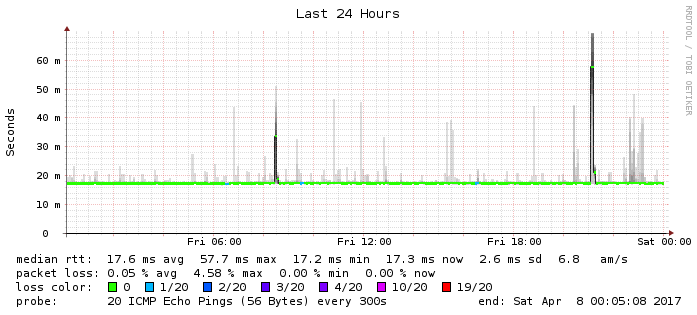 Last 24 Hours
RRDTOOL / TOBI OETIKER
Seconds
60 m
50 m
40 m
30 m
20 m
10 m
0
Fri 06:00 Fri 12:00 Fri 18:00 Sat 00:00
median rtt: 17.6 ms avg 57.7 ms max 17.2 ms min 17.3 ms now 2.6 ms sd 6.8 am/s
packet loss: 0.05 % avg 4.58 % max 0.00 % min 0.00 % now
loss color: 0 1/20 2/20 3/20 4/20 10/20 19/20
probe: 20 ICMP Echo Pings (56 Bytes) every 300s end: Sat Apr 8 00:05:08 2017